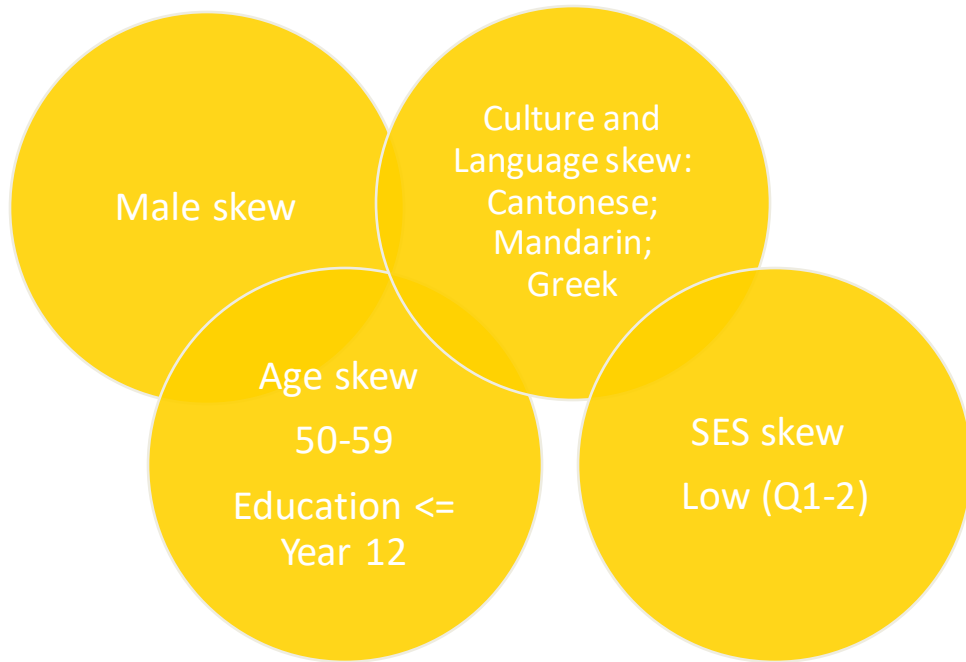 Male skew
Culture and
Language skew:
Cantonese;
Mandarin;
Greek
Age skew
50-59
Education <=
Year 12
SES skew
Low (Q1-2)